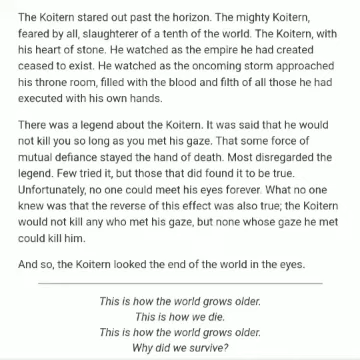 The Koitern stared out past the horizon. The mighty Koitern,
feared by all, slaughterer of a tenth of the world. The Koitern, with
his heart of stone. He watched as the empire he had created
ceased to exist. He watched as the oncoming storm approached
his throne room, filled with the blood and filth of all those he had
executed with his own hands.
There was a legend about the Koitern. It was said that he would
not kill you so long as you met his gaze. That some force of
mutual defiance stayed the hand of death. Most disregarded the
legend. Few tried it, but those that did found it to be true.
Unfortunately, no one could meet his eyes forever. What no one
knew was that the reverse of this effect was also true; the Koitern
would not kill any who met his gaze, but none whose gaze he met
could kill him.
And so, the Koitern looked the end of the world in the eyes.
This is how the world grows older.
This is how we die.
This is how the world grows older.
Why did we survive?